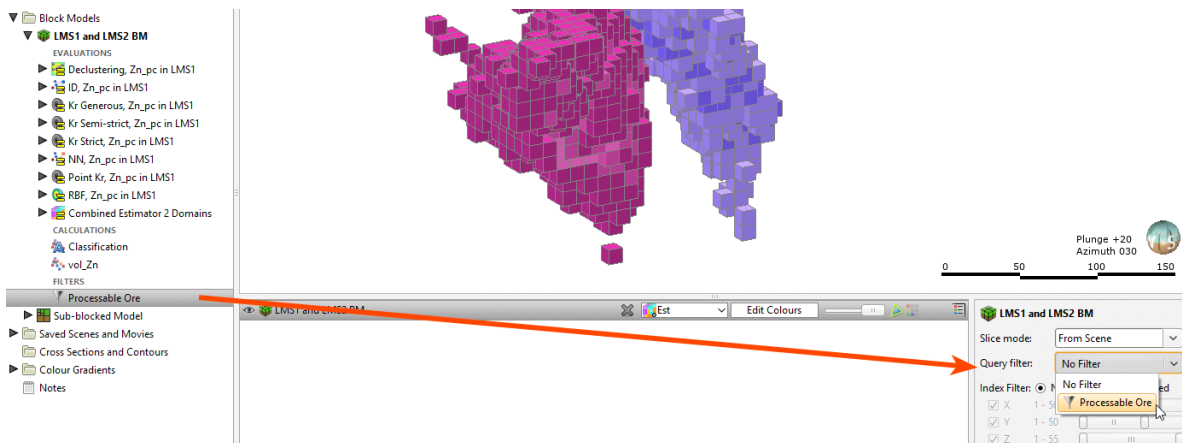 Block Models
LMS1 and LMS2 BM
EVALUATIONS
Declustering, Zn_pc in LMS1
ID, Zn_pc in LMS1
Kr Generous, Zn_pc in LMS1
Kr Semi-strict, Zn_pc in LMS1
Kr Strict, Zn_pc in LMS1
NN, Zn_pc in LMS1
Point Kr, Zn_pc in LMS1
RBF, Zn_pc in LMS1
Combined Estimator 2 Domains
CALCULATIONS
Classification
vol_Zn
FILTERS
Processable Ore
Sub-blocked Model
Saved Scenes and Movies
Cross Sections and Contours
Colour Gradients
Notes
Plunge +20
Azimuth 030
0 50 100 150
LMS1 and LMS2 BM
Est
Edit Colours
LMS1 and LMS2 BM
Slice mode: From Scene
Query filter: No Filter
No Filter
Processable Ore
Index Filter:
X
Y 1 - 50
Z 1 - 55